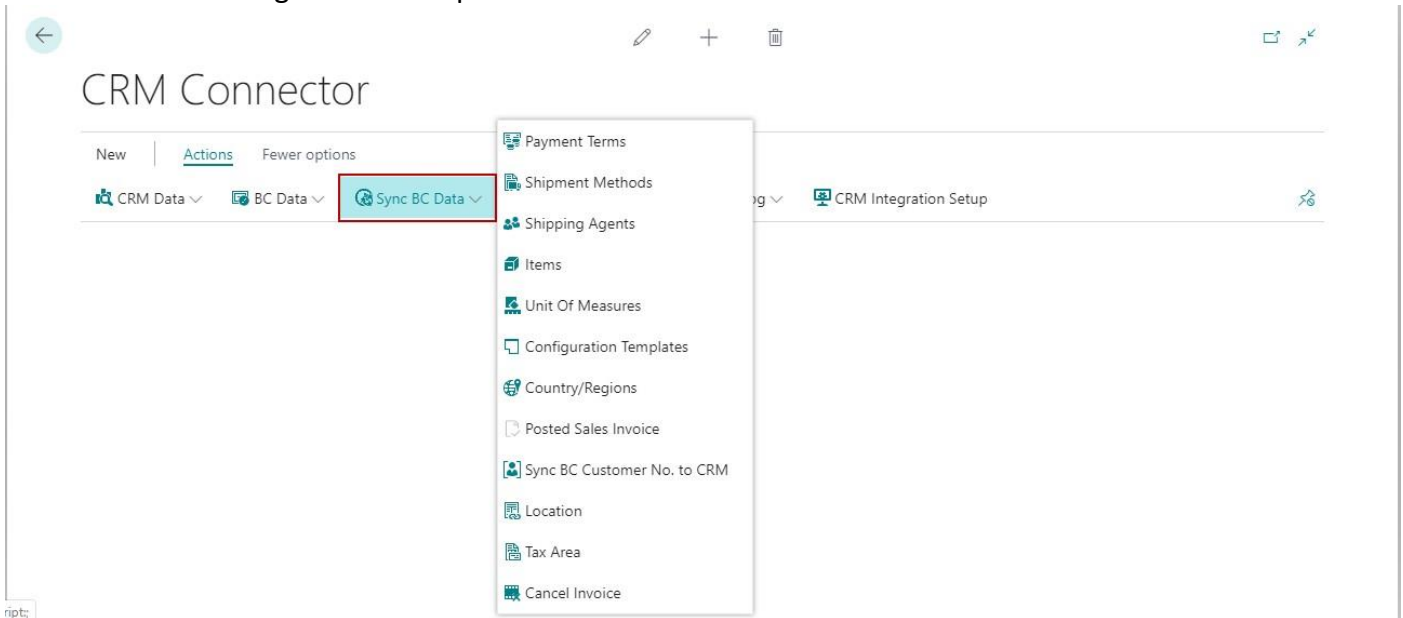 CRM Connector
New Actions Fewer options
CRM Data BC Data Sync BC Data CRM Integration Setup
Payment Terms
Shipment Methods
Shipping Agents
Items
Unit Of Measures
Configuration Templates
Country/Regions
Posted Sales Invoice
Sync BC Customer No. to CRM
Location
Tax Area
Cancel Invoice